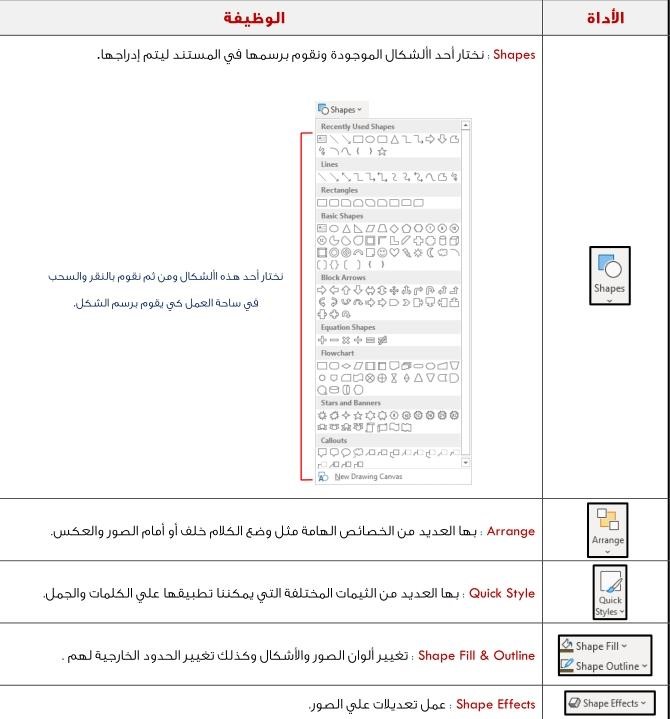 الأداة الوظيفة
Shapes : نختار أحد األشكال الموجودة ونقوم برسمها في المستند ليتم إدراجها.
Shapes
Recently Used Shapes
Lines
Rectangles
Basic Shapes
Block Arrows
Equation Shapes
Flowchart
Stars and Banners
Callouts
New Drawing Canvas
نختار أحد هذه األشكال ومن ثم نقوم بالنقر والسحب
في ساحة العمل كي يقوم برسم الشكل.
Shapes
Arrange : بها العديد من الخصائص الهامة مثل وضع الكلام خلف أو أمام الصور والعكس.
Arrange
Quick Style : بها العديد من الثيمات المختلفة التي يمكننا تطبيقها علي الكلمات والجمل.
Quick
Styles
Shape Fill & Outline : تغيير ألوان الصور والأشكال وكذلك تغيير الحدود الخارجية لهم .
Shape Fill
Shape Outline
Shape Effects : عمل تعديلات علي الصور.
Shape Effects